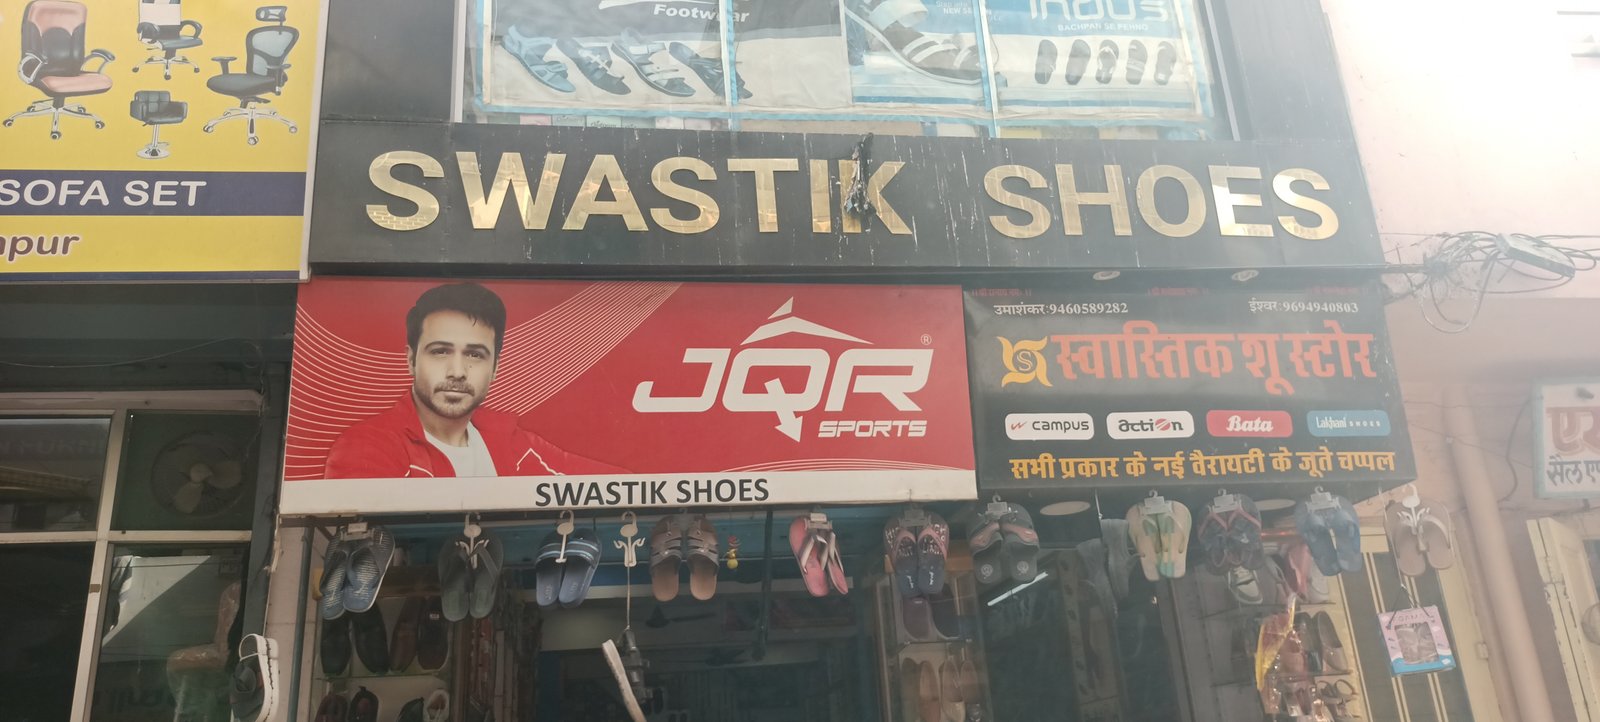 Footwear
INDUS
BACHPAN SE PEHNO
SOFA SET
SWASTIK SHOES
JQR®
SPORTS
SWASTIK SHOES
उमाशंकर:9460589282
ईश्वर:9694940803
स्वास्तिक शू स्टोर
campus
action
Bata
Lakhani SHOES
सभी प्रकार के नई वैरायटी के जूते चप्पल